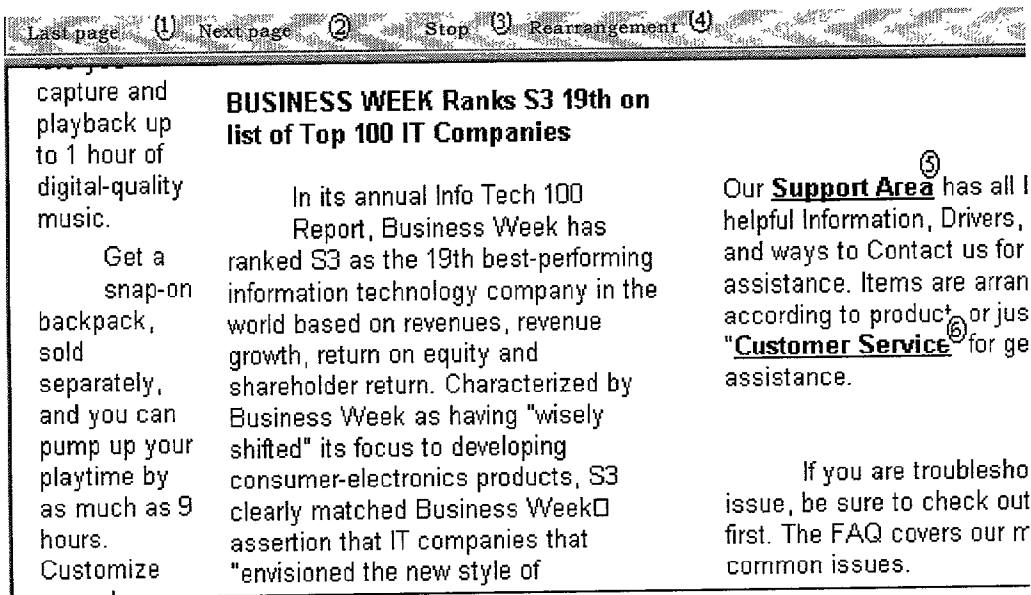 Last page ① Next page ② Stop ③ Rearrangement ④
capture and
playback up
to 1 hour of
digital-quality
music.
Get a
snap-on
backpack,
sold
separately,
and you can
pump up your
playtime by
as much as 9
hours.
Customize
BUSINESS WEEK Ranks S3 19th on
list of Top 100 IT Companies
In its annual Info Tech 100
Report, Business Week has
ranked S3 as the 19th best-performing
information technology company in the
world based on revenues, revenue
growth, return on equity and
shareholder return. Characterized by
Business Week as having "wisely
shifted" its focus to developing
consumer-electronics products, S3
clearly matched Business Week□
assertion that IT companies that
"envisioned the new style of
⑤
Our Support Area has all
helpful Information, Drivers,
and ways to Contact us for
assistance. Items are arran
according to product, or jus
"Customer Service" ⑥ for ge
assistance.
If you are troublesho
issue, be sure to check out
first. The FAQ covers our m
common issues.